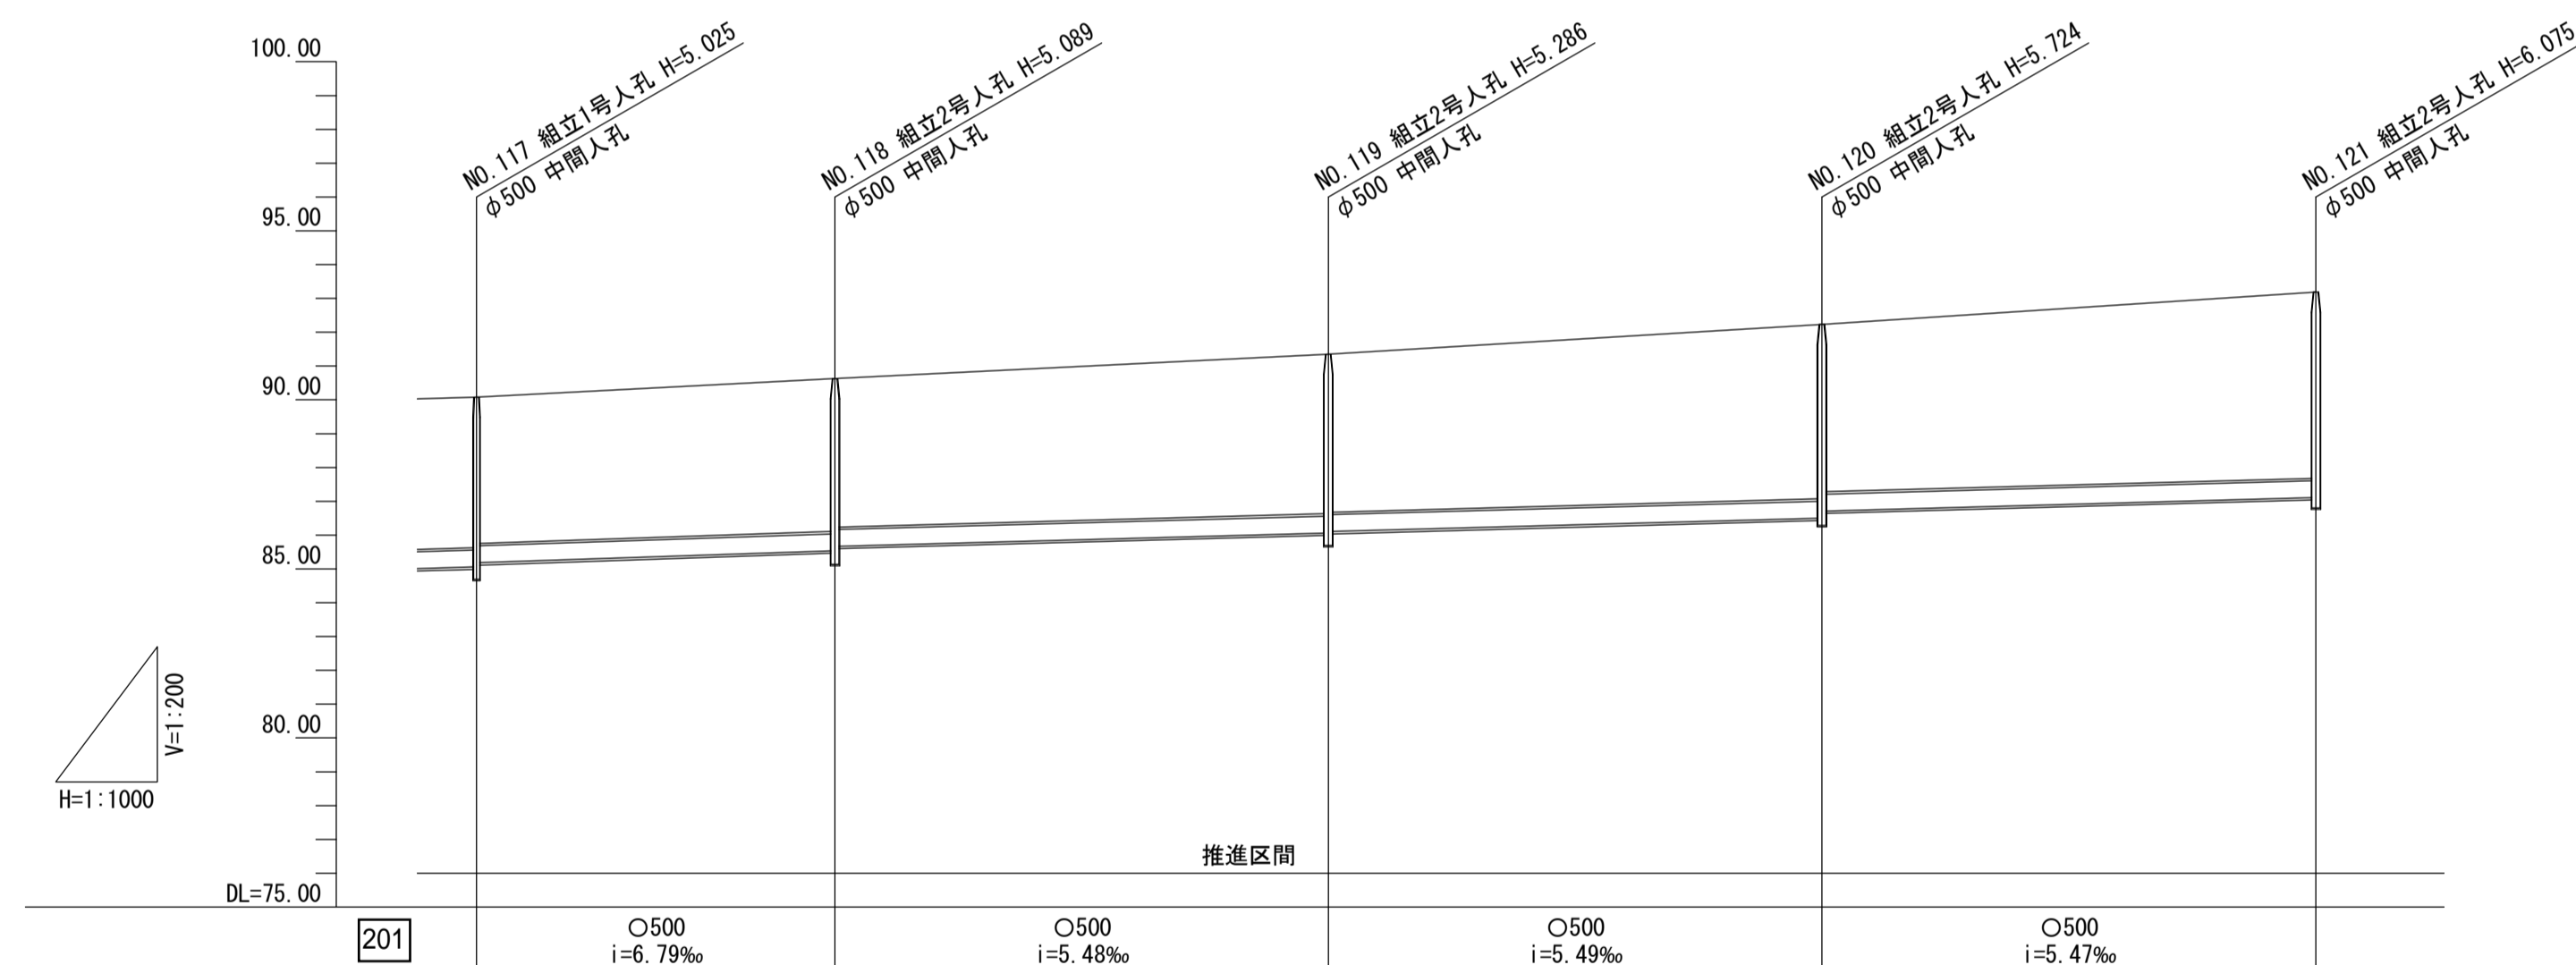 100.00
95.00
90.00
85.00
80.00
DL=75.00
NO.117 組立1号人孔 H=5.025
φ500 中間人孔
NO.118 組立2号人孔 H=5.089
φ500 中間人孔
NO.119 組立2号人孔 H=5.286
φ500 中間人孔
NO.120 組立2号人孔 H=5.724
φ500 中間人孔
NO.121 組立2号人孔 H=6.075
φ500 中間人孔
V=1:200
H=1:1000
推進区間
201
○500
i=6.79‰
○500
i=5.48‰
○500
i=5.49‰
○500
i=5.47‰